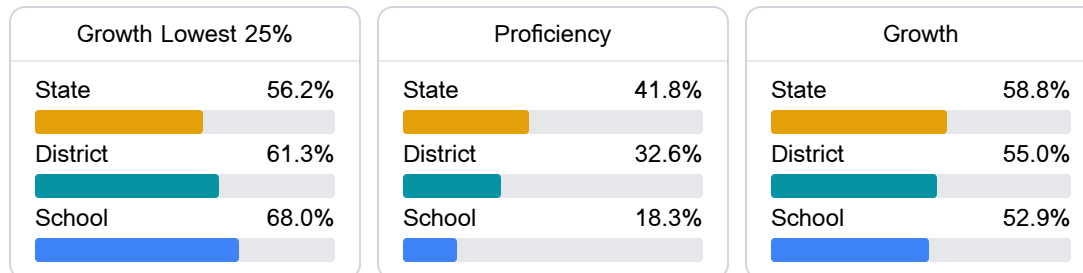 Growth Lowest 25%
State 56.2%
District 61.3%
School 68.0%
Proficiency
State 41.8%
District 32.6%
School 18.3%
Growth
State 58.8%
District 55.0%
School 52.9%